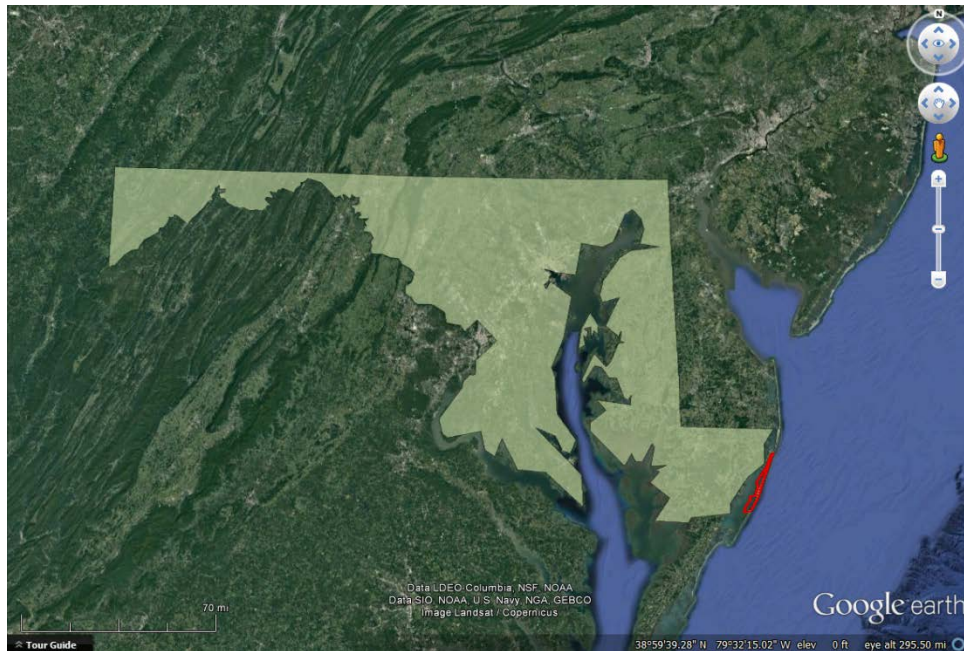 N
Data LDEO-Columbia, NSF, NOAA
Data SIO, NOAA, U.S. Navy, NGA, GEBCO
Image Landsat / Copernicus
70 mi
Google earth
Tour Guide
38°59'39.28" N 79°32'15.02" W elev 0 ft eye alt 295.50 mi